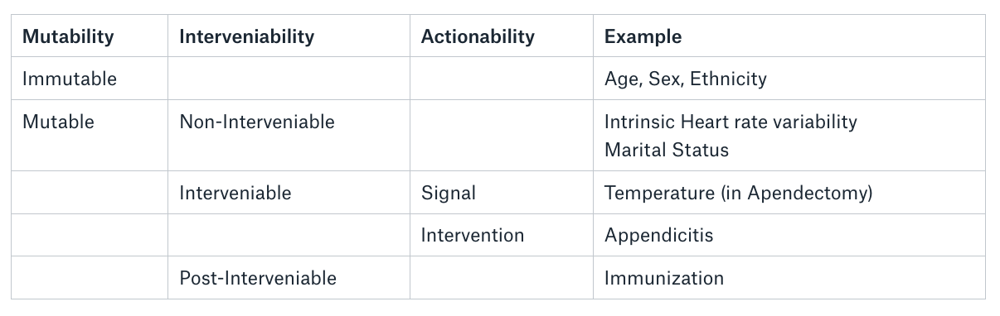 Mutability Interveniability Actionability Example
Immutable Age, Sex, Ethnicity
Mutable Non-Interveniable Intrinsic Heart rate variability
Marital Status
Interveniable Signal Temperature (in Apendectomy)
Intervention Appendicitis
Post-Interveniable Immunization